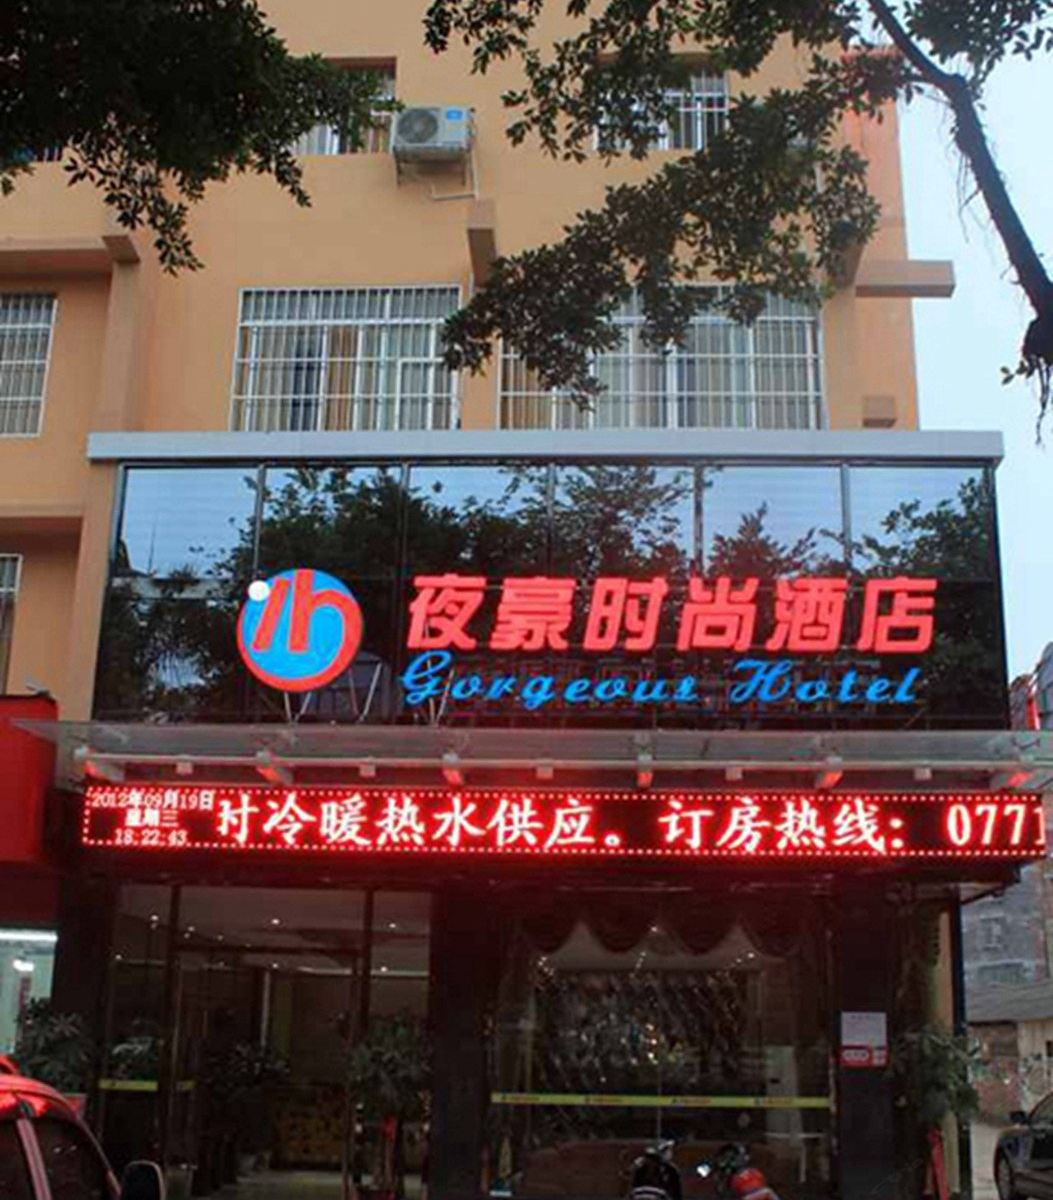 夜豪时尚酒店
Gorgeous Hotel
2012年09月19日
星期三
18:22:43
时冷暖热水供应。订房热线：0771